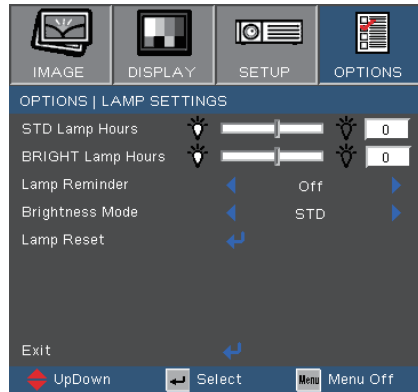 IMAGE DISPLAY SETUP OPTIONS
OPTIONS | LAMP SETTINGS
STD Lamp Hours 0
BRIGHT Lamp Hours 0
Lamp Reminder Off
Brightness Mode STD
Lamp Reset
Exit
UpDown Select Menu Menu Off